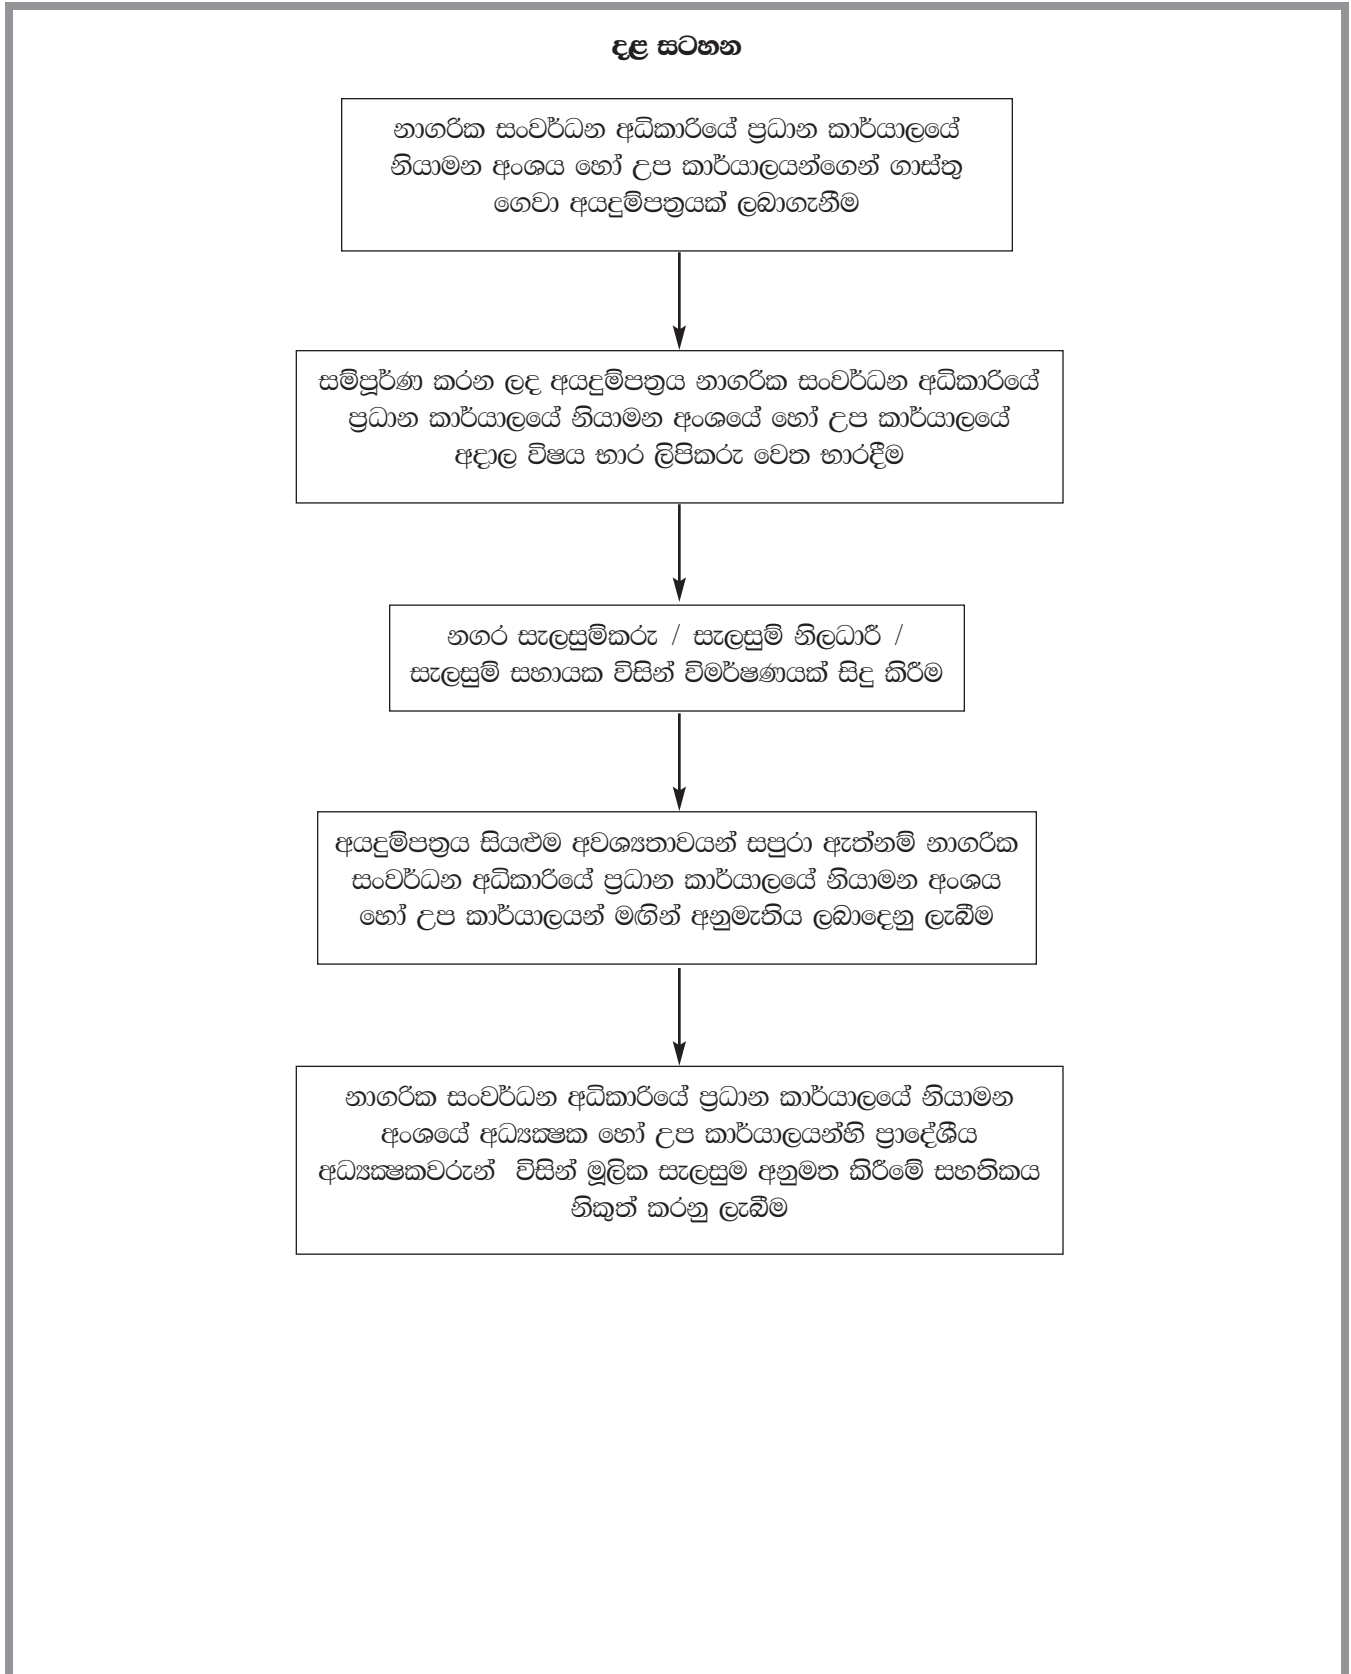 දළ සටහන
නාගරික සංවර්ධන අධිකාරියේ ප්‍රධාන කාර්යාලයේ
නියාමන අංශය හෝ උප කාර්යාලයන්ගෙන් ගාස්තු
ගෙවා අයදුම්පත්‍රයක් ලබාගැනීම
සම්පූර්ණ කරන ලද අයදුම්පත්‍රය නාගරික සංවර්ධන අධිකාරියේ
ප්‍රධාන කාර්යාලයේ නියාමන අංශයේ හෝ උප කාර්යාලයේ
අදාල විෂය භාර ලිපිකරු වෙත භාරදීම
නගර සැලසුම්කරු / සැලසුම් නිලධාරී /
සැලසුම් සහායක විසින් විමර්ෂණයක් සිදු කිරීම
අයදුම්පත්‍රය සියළුම අවශ්‍යතාවයන් සපුරා ඇත්නම් නාගරික
සංවර්ධන අධිකාරියේ ප්‍රධාන කාර්යාලයේ නියාමන අංශය
හෝ උප කාර්යාලයන් මඟින් අනුමැතිය ලබාදෙනු ලැබීම
නාගරික සංවර්ධන අධිකාරියේ ප්‍රධාන කාර්යාලයේ නියාමන
අංශයේ අධ්‍යක්‍ෂක හෝ උප කාර්යාලයන්හි ප්‍රාදේශීය
අධ්‍යක්‍ෂකවරුන් විසින් මූලික සැලසුම අනුමත කිරීමේ සහතිකය
නිකුත් කරනු ලැබීම